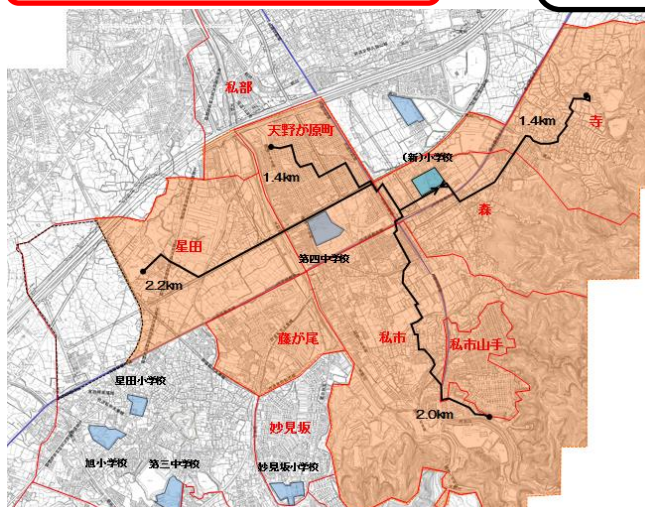 私部
天野が原町
1.4km
寺
(新)小学校
1.4km
森
星田
2.2km
第四中学校
藤が尾
私市
私市山手
星田小学校
2.0km
妙見坂
旭小学校
第三中学校
妙見坂小学校